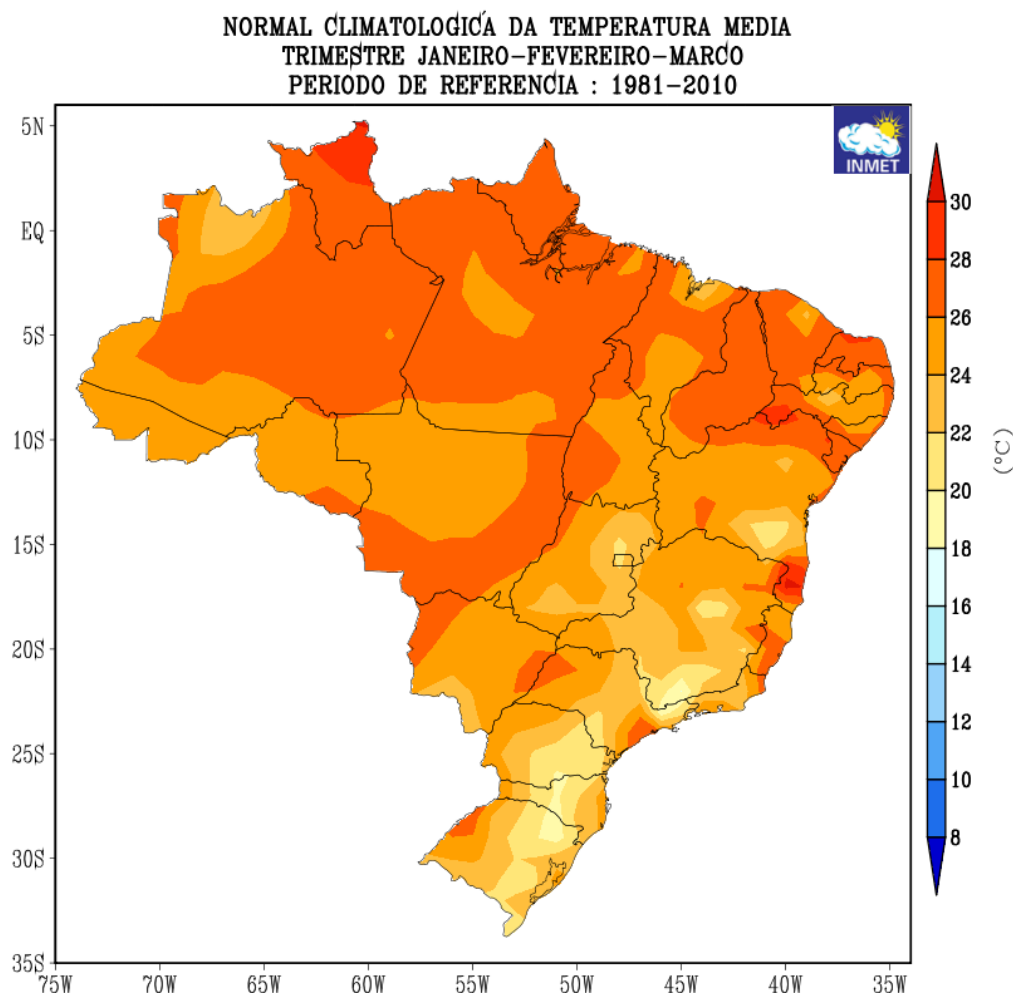 NORMAL CLIMATOLOGICÁ DA TEMPERATURA MEDIA
TRIMESTRE JANEIRO-FEVEREIRO-MARCO
PERIODO DE REFERENCIA : 1981-2010
INMET
5N
EQ
5S
10S
15S
20S
25S
30S
35S
75W 70W 65W 60W 55W 50W 45W 40W 35W
30
28
26
24
22
20
18
16
14
12
10
8
(°C)